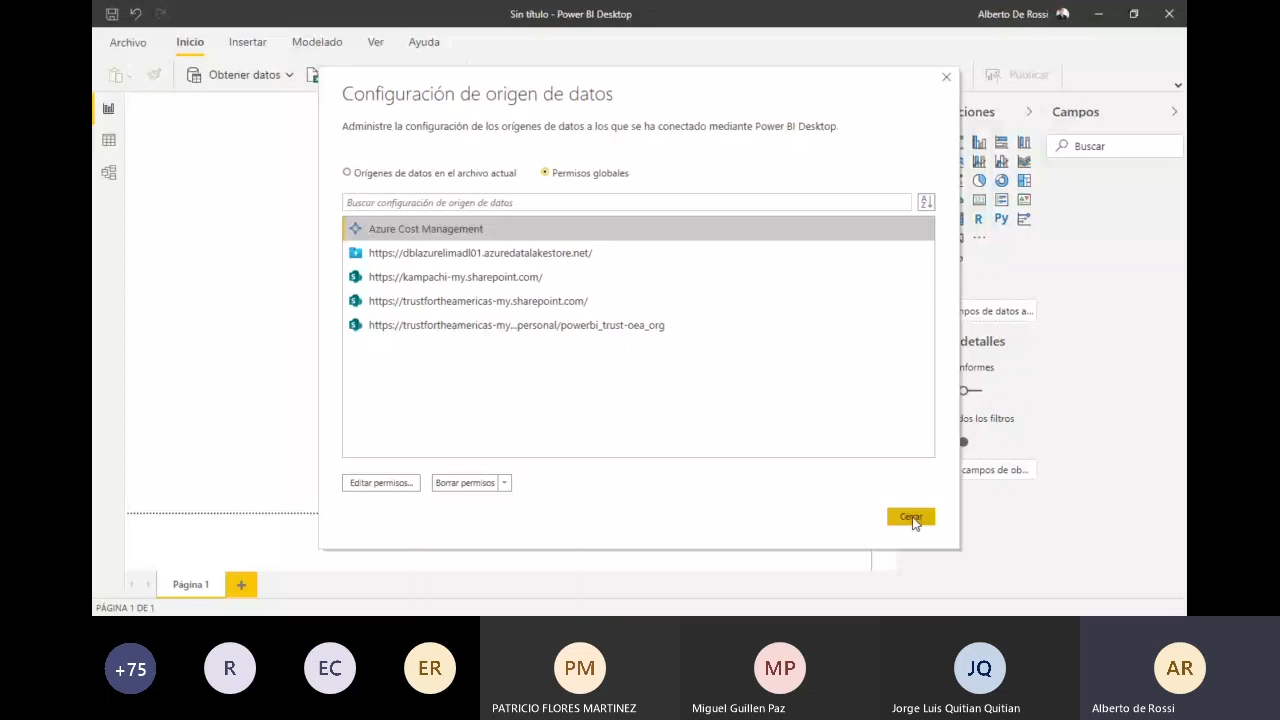 Sin título - Power BI Desktop
Alberto De Rossi
Archivo
Inicio
Insertar
Modelado
Ver
Ayuda
Obtener datos
Publicar
Configuración de origen de datos
Administre la configuración de los orígenes de datos a los que se ha conectado mediante Power BI Desktop.
Orígenes de datos en el archivo actual
Permisos globales
Buscar configuración de origen de datos
Azure Cost Management
https://dblazurelimadl01.azuredatalakestore.net/
https://kampachi-my.sharepoint.com/
https://trustfortheamericas-my.sharepoint.com/
https://trustfortheamericas-my...personal/powerbi_trust-oea_org
Editar permisos...
Borrar permisos
Cerrar
ciones
Campos
Buscar
R
Py
...
npos de datos a...
detalles
nformes
dos los filtros
campos de ob...
Página 1
PÁGINA 1 DE 1
+75
R
EC
ER
PM
MP
JQ
AR
PATRICIO FLORES MARTINEZ
Miguel Guillen Paz
Jorge Luis Quitian Quitian
Alberto de Rossi